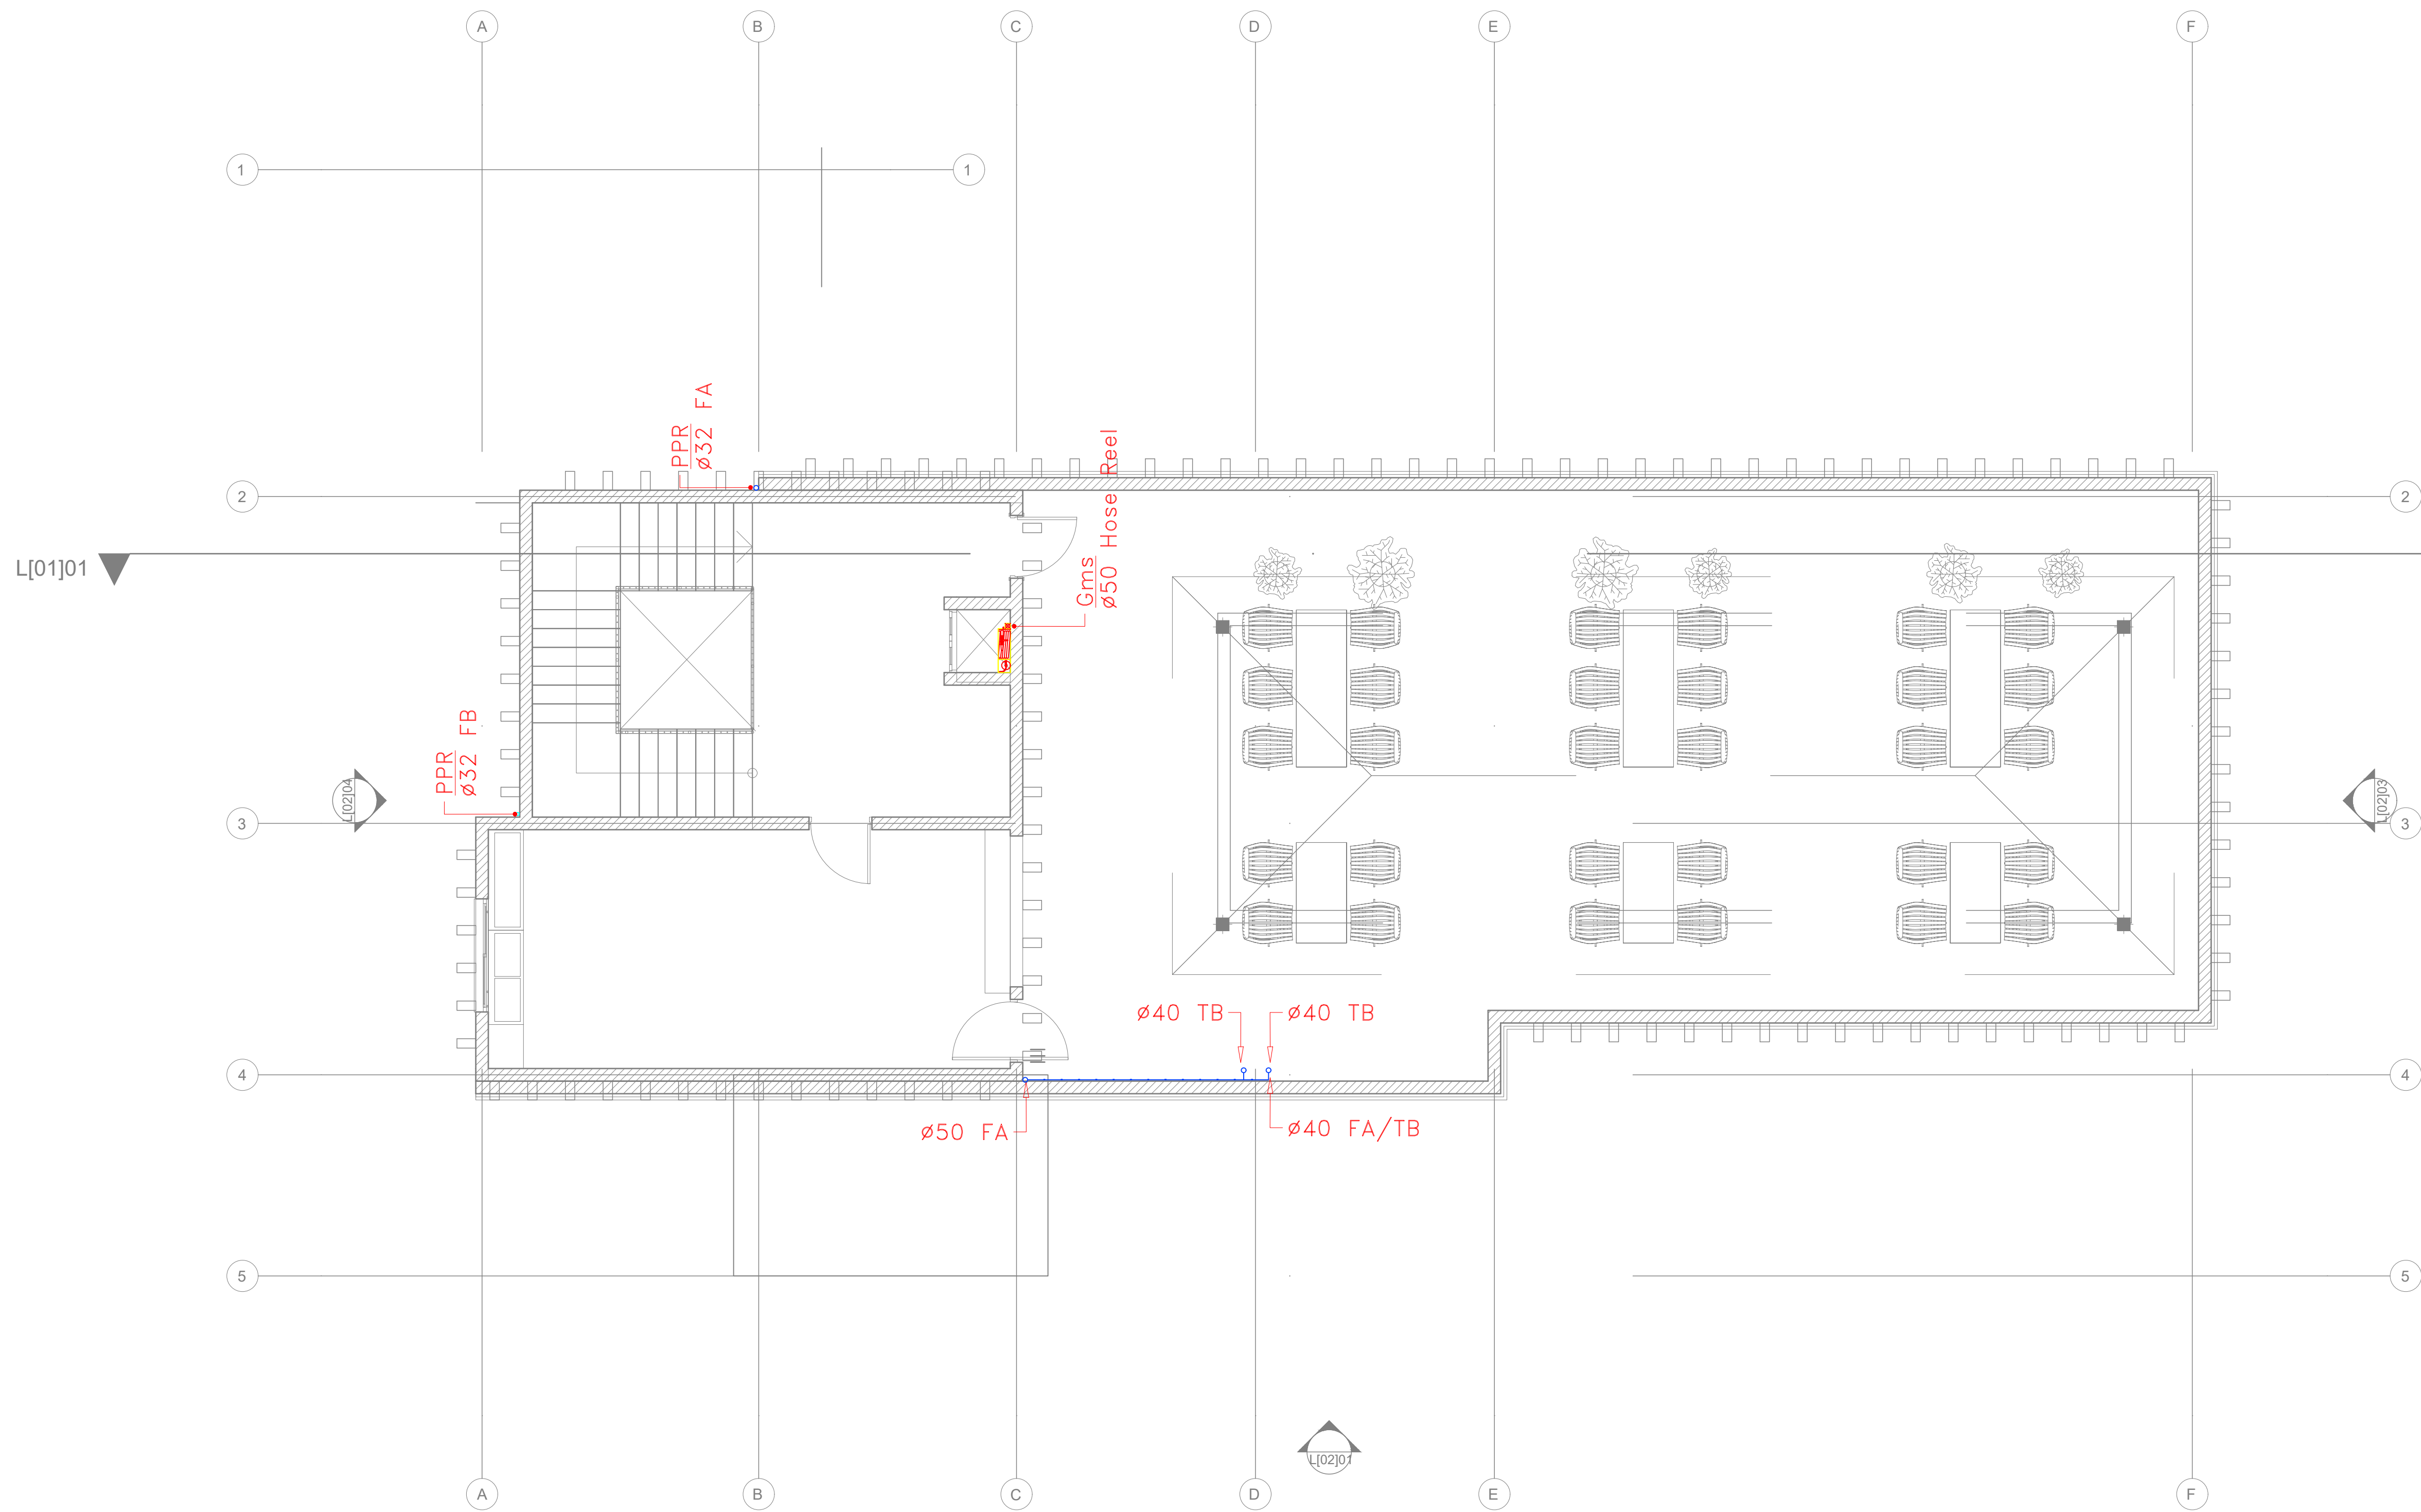 A
B
C
D
E
F
1
1
PPR
ø32 FA
Gms
ø50 Hose Reel
2
2
L[01]01
PPR
ø32 FB
L[02]04
L[02]03
3
3
ø40 TB
ø40 TB
4
4
ø50 FA
ø40 FA/TB
5
5
L[02]01
A
B
C
D
E
F